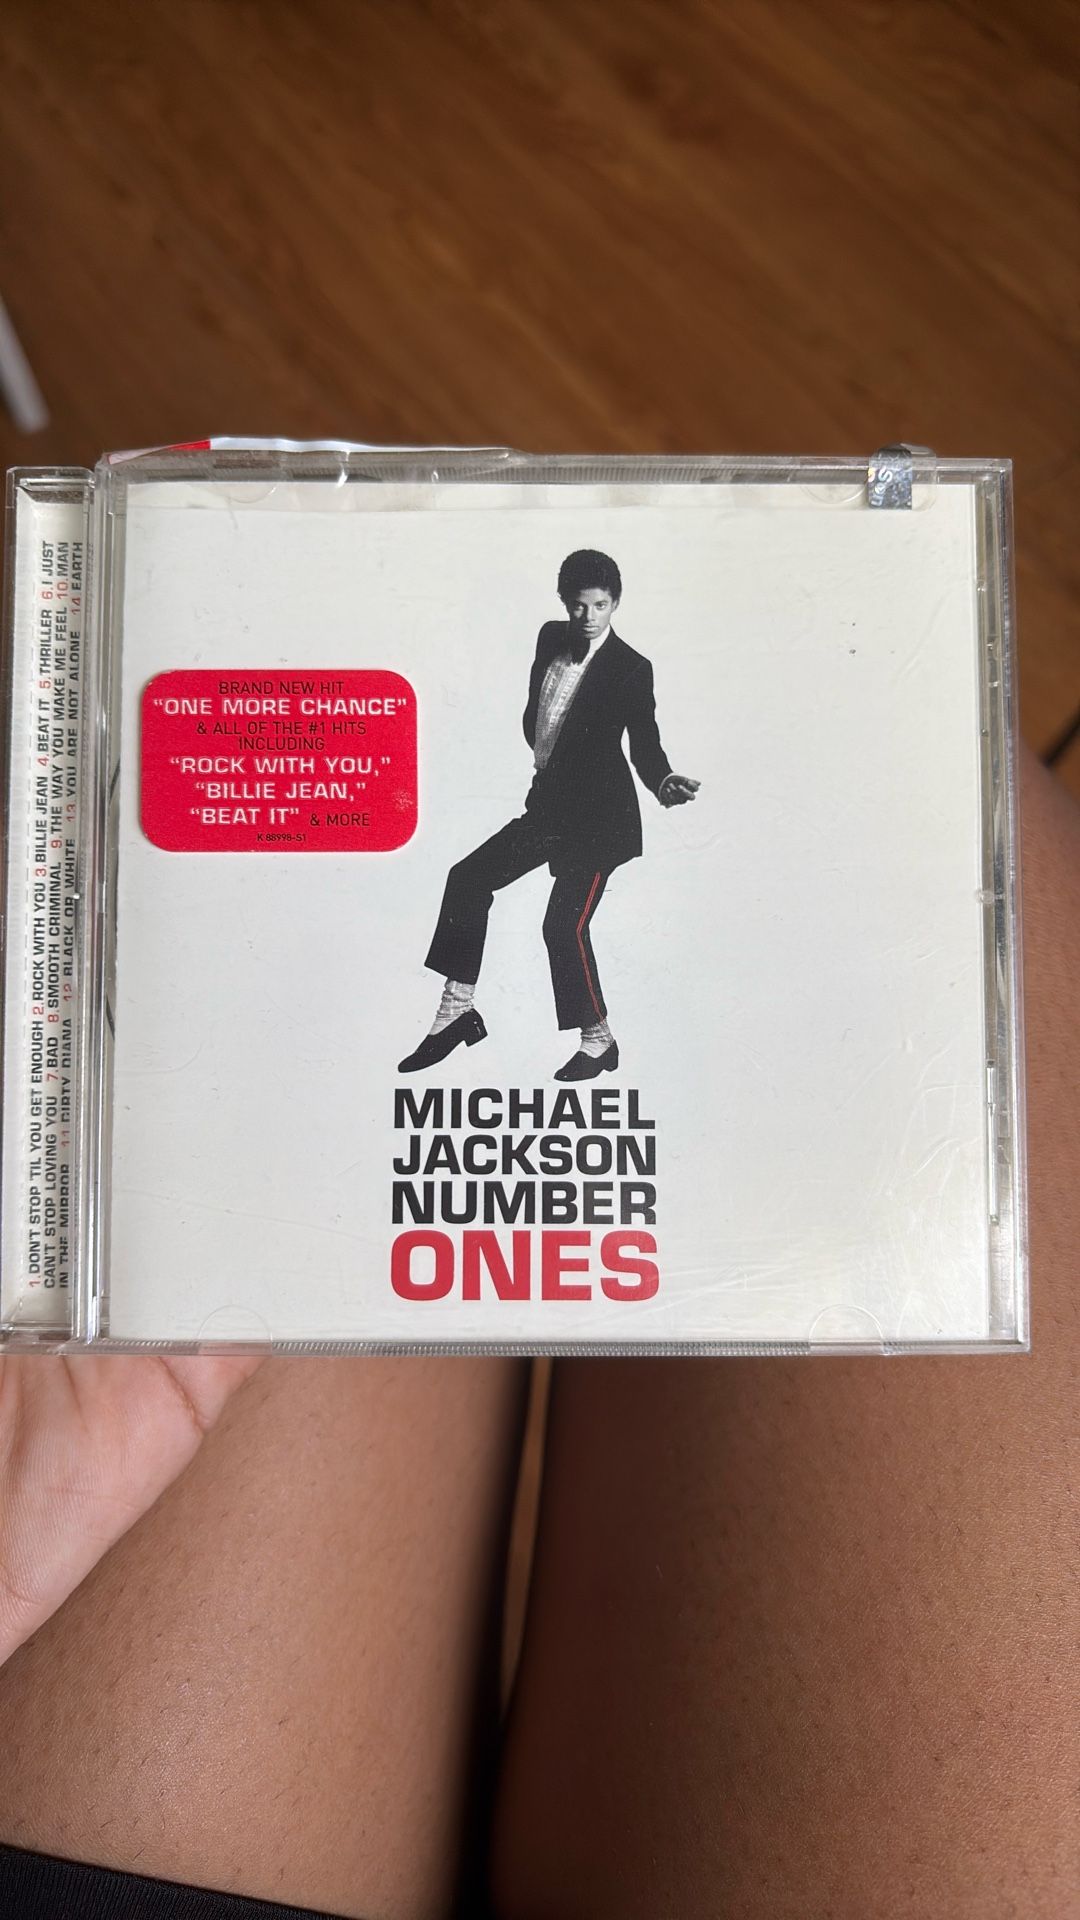 1.DON'T STOP 'TIL YOU GET ENOUGH 2.ROCK WITH YOU 3.BILLIE JEAN 4.BEAT IT 5.THRILLER 6.I JUST
CAN'T STOP LOVING YOU 7.BAD 8.SMOOTH CRIMINAL 9.THE WAY YOU MAKE ME FEEL 10.MAN
IN THE MIRROR 11.DIRTY DIANA 12.BLACK OR WHITE 13.YOU ARE NOT ALONE 14.EARTH
BRAND NEW HIT
"ONE MORE CHANCE"
& ALL OF THE #1 HITS
INCLUDING
"ROCK WITH YOU,"
"BILLIE JEAN,"
"BEAT IT" & MORE
K 88998-S1
MICHAEL
JACKSON
NUMBER
ONES